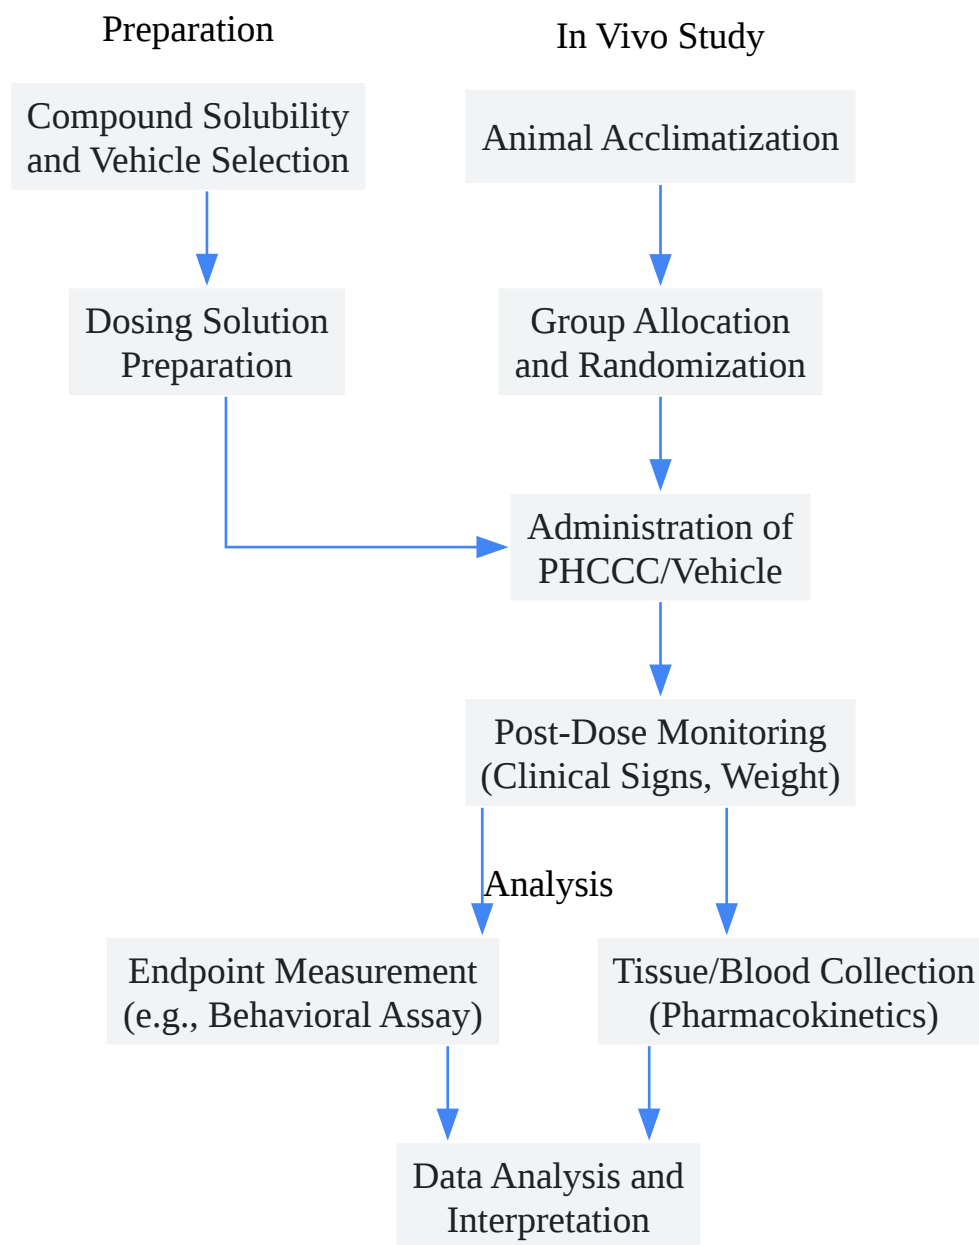 Preparation
In Vivo Study
Compound Solubility
and Vehicle Selection
Animal Acclimatization
Dosing Solution
Preparation
Group Allocation
and Randomization
Administration of
PHCCC/Vehicle
Post-Dose Monitoring
(Clinical Signs, Weight)
Analysis
Endpoint Measurement
(e.g., Behavioral Assay)
Tissue/Blood Collection
(Pharmacokinetics)
Data Analysis and
Interpretation